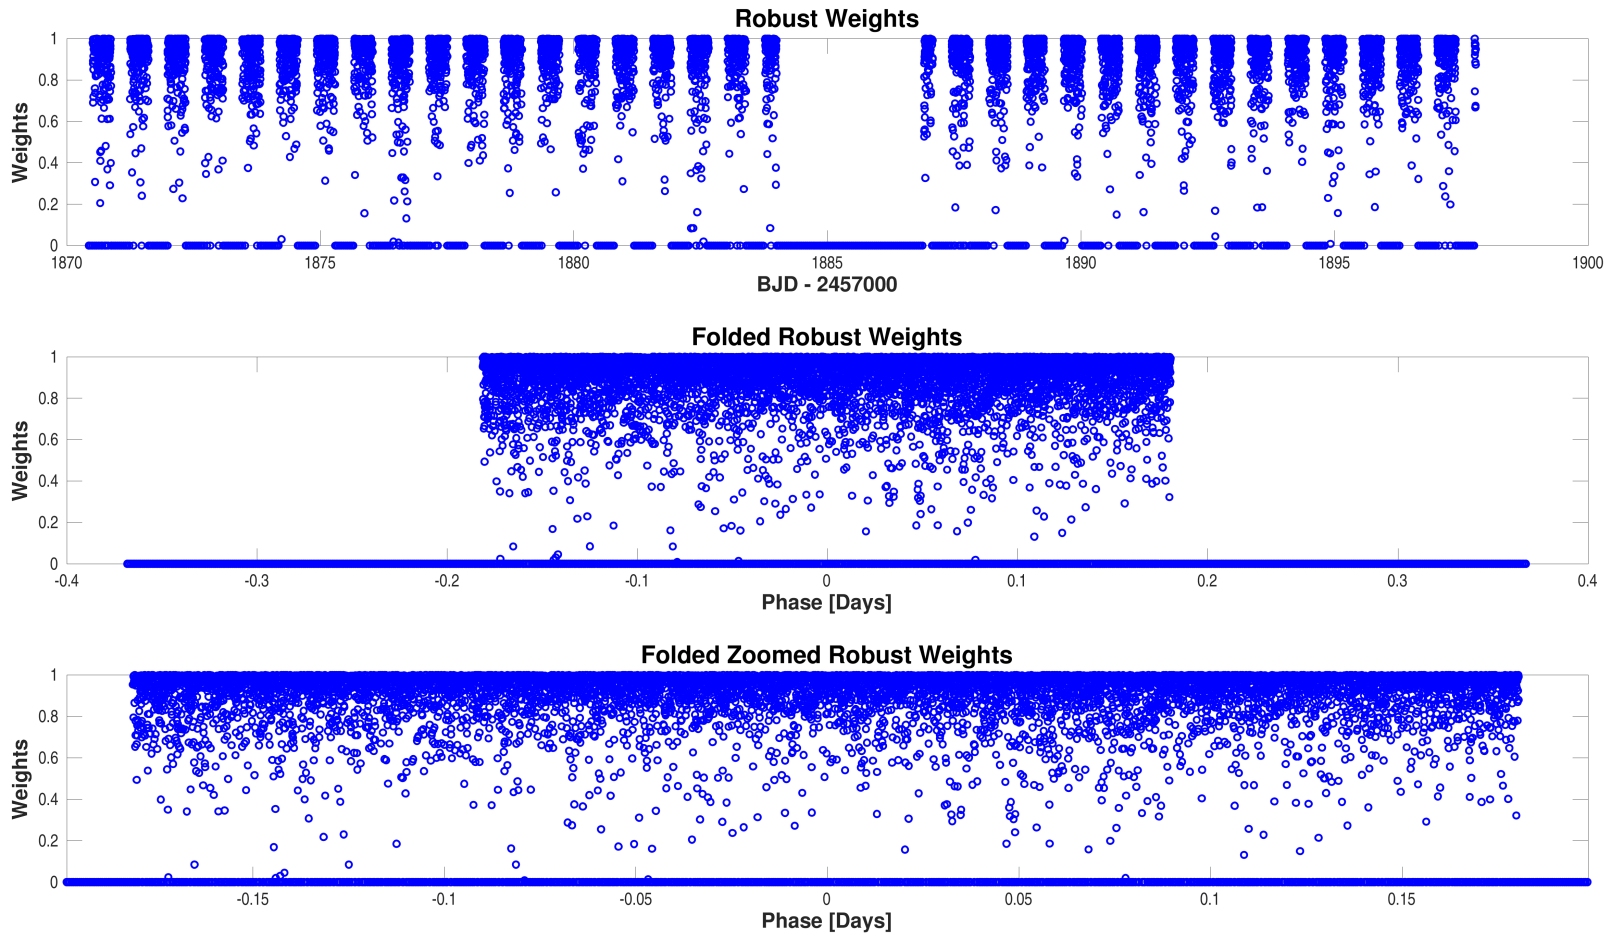 Robust Weights
1
0.8
0.6
0.4
0.2
0
Weights
1870 1875 1880 1885 1890 1895 1900
BJD - 2457000
Folded Robust Weights
1
0.8
0.6
0.4
0.2
0
Weights
-0.4 -0.3 -0.2 -0.1 0 0.1 0.2 0.3 0.4
Phase [Days]
Folded Zoomed Robust Weights
1
0.8
0.6
0.4
0.2
0
Weights
-0.15 -0.1 -0.05 0 0.05 0.1 0.15
Phase [Days]